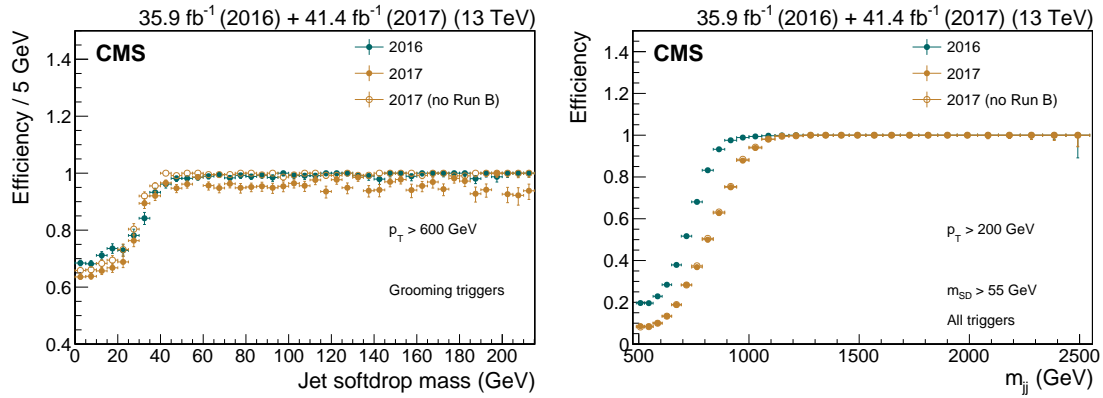 35.9 fb⁻¹ (2016) + 41.4 fb⁻¹ (2017) (13 TeV)
CMS
2016
2017
2017 (no Run B)
Efficiency / 5 GeV
1.4
1.2
1
0.8
0.6
0.4
p_T > 600 GeV
Grooming triggers
0 20 40 60 80 100 120 140 160 180 200
Jet softdrop mass (GeV)
35.9 fb⁻¹ (2016) + 41.4 fb⁻¹ (2017) (13 TeV)
CMS
2016
2017
2017 (no Run B)
Efficiency
1.4
1.2
1
0.8
0.6
0.4
0.2
0
p_T > 200 GeV
m_SD > 55 GeV
All triggers
500 1000 1500 2000 2500
m_jj (GeV)